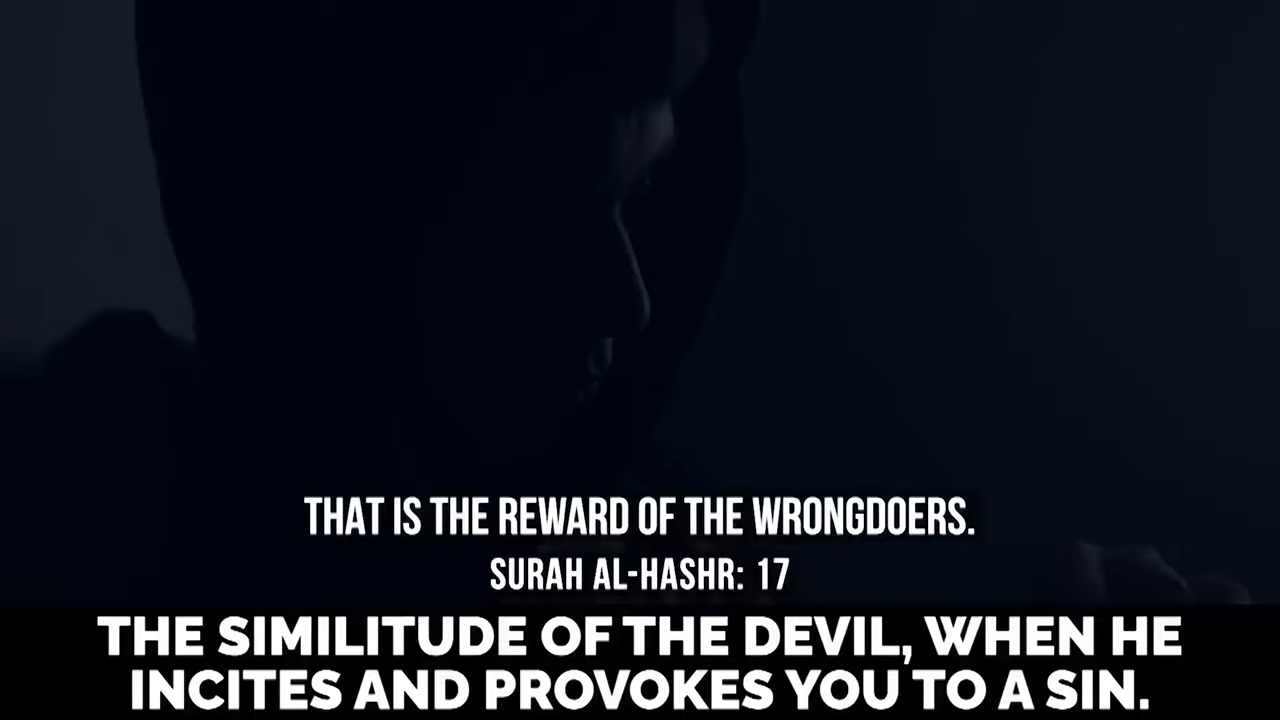 THAT IS THE REWARD OF THE WRONGDOERS.
SURAH AL-HASHR: 17
THE SIMILITUDE OF THE DEVIL, WHEN HE
INCITES AND PROVOKES YOU TO A SIN.